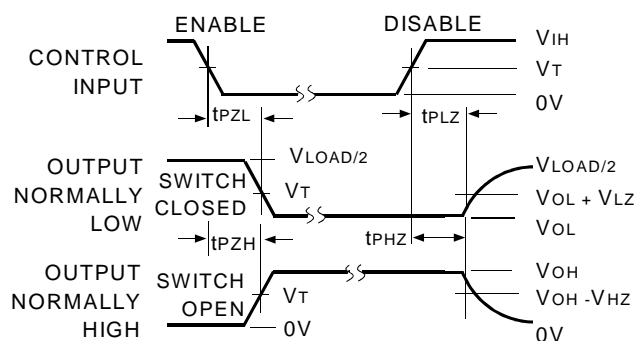 ENABLE
DISABLE
CONTROL
INPUT
VIH
VT
0V
tPZL
tPLZ
OUTPUT
NORMALLY
LOW
SWITCH
CLOSED
VLOAD/2
VT
VLOAD/2
VOL + VLZ
VOL
tPZH
tPHZ
OUTPUT
NORMALLY
HIGH
SWITCH
OPEN
VT
0V
VOH
VOH -VHZ
0V